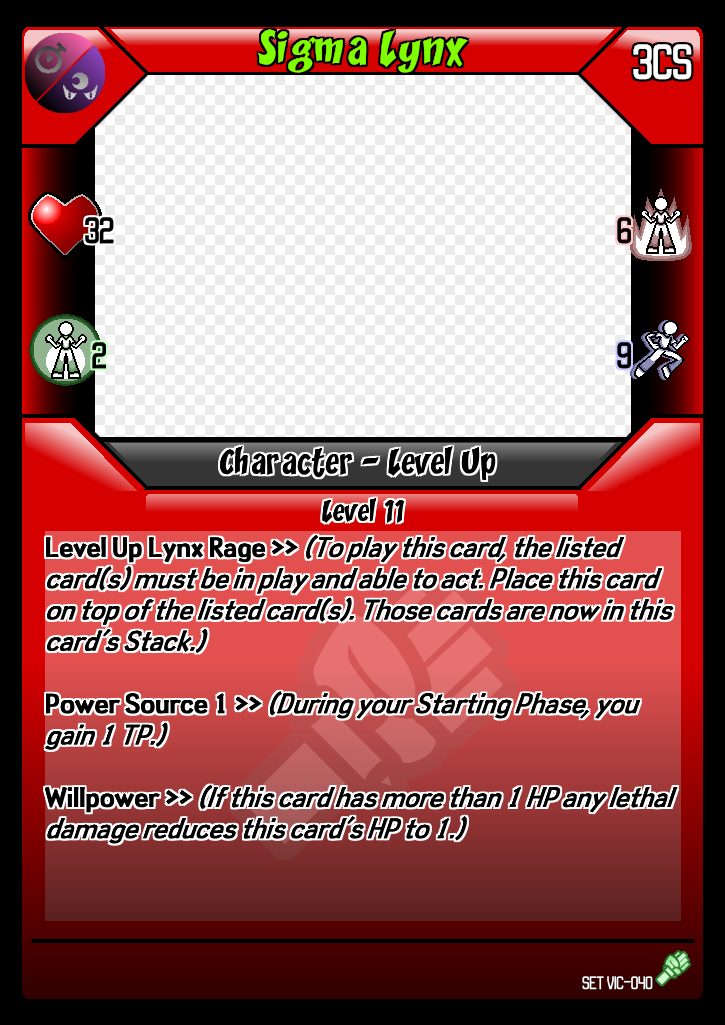 Sigma Lynx
3CS
32
6
2
9
Character - Level Up
Level 11
Level Up Lynx Rage >> (To play this card, the listed
card(s) must be in play and able to act. Place this card
on top of the listed card(s). Those cards are now in this
card's Stack.)
Power Source 1 >> (During your Starting Phase, you
gain 1 TP.)
Willpower >> (If this card has more than 1 HP any lethal
damage reduces this card's HP to 1.)
SET VIC-040